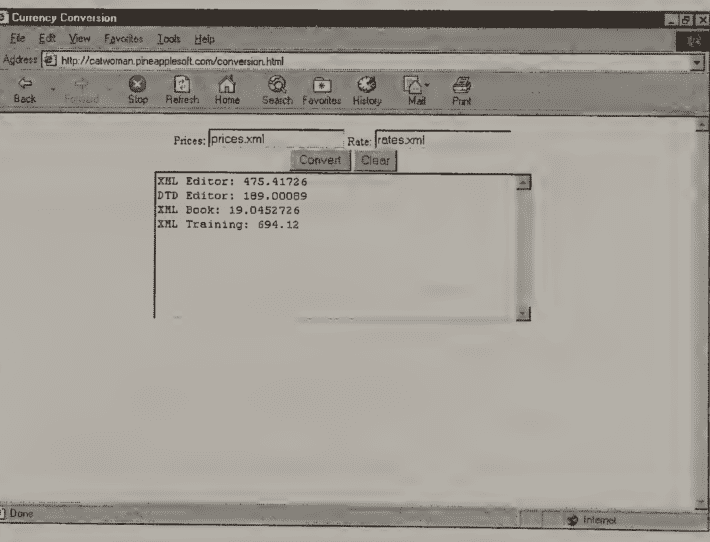 Currency Conversion
File Edit View Favorites Tools Help
Address http://catwoman.pineapplesoft.com/conversion.html
Back Forward Stop Refresh Home Search Favorites History Mail Print
Prices: prices.xml Rate: rates.xml
Convert Clear
XML Editor: 475.41726
DTD Editor: 189.00089
XML Book: 19.0452726
XML Training: 694.12
Done Internet